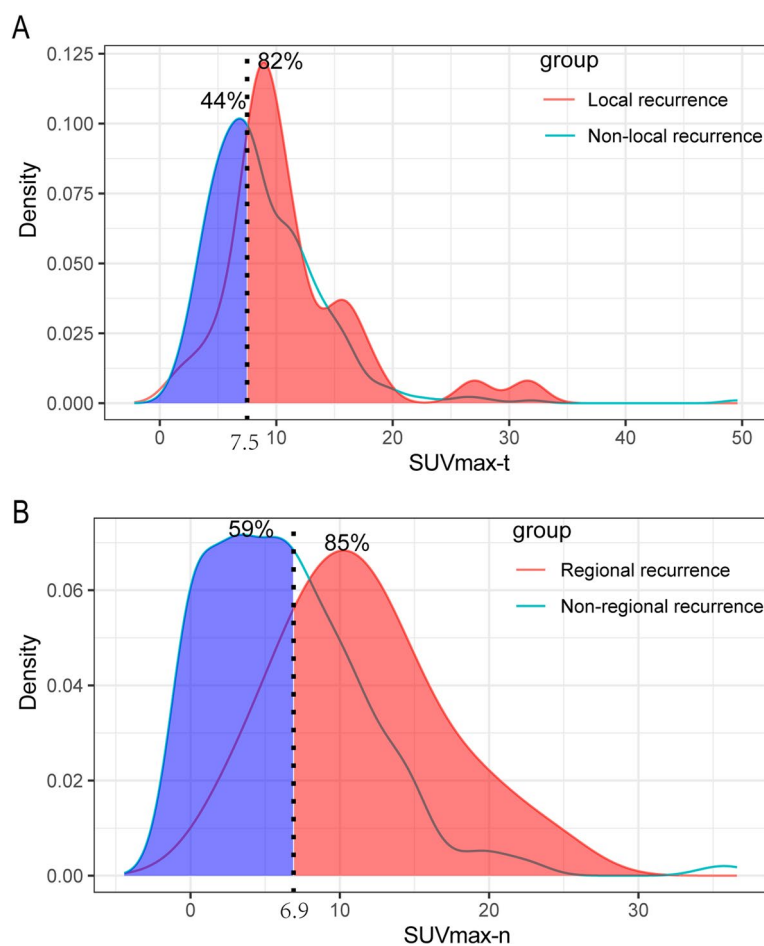 A
0.125
0.100
0.075
0.050
0.025
0.000
Density
44%
82%
group
Local recurrence
Non-local recurrence
0
7.5
10
20
30
40
50
SUVmax-t
B
0.06
0.04
0.02
0.00
Density
59%
85%
group
Regional recurrence
Non-regional recurrence
0
6.9
10
20
30
SUVmax-n